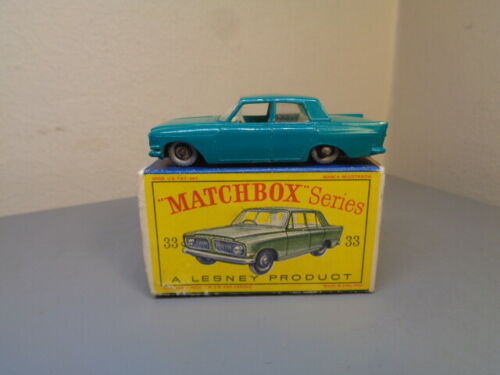 "MATCHBOX" Series
33 33
A LESNEY PRODUCT